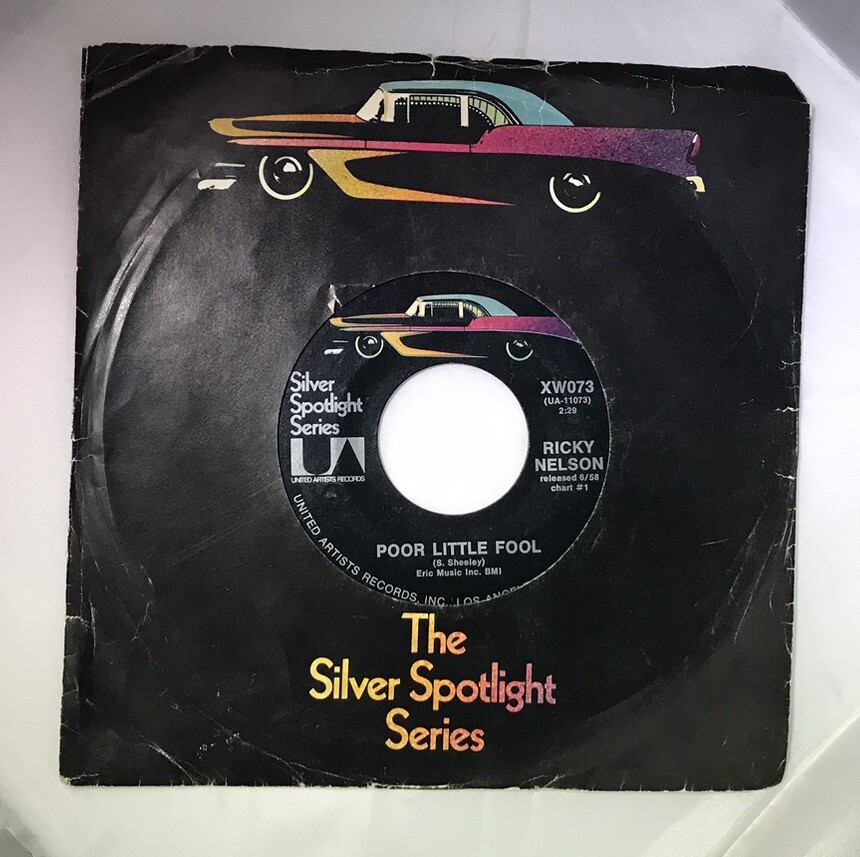 Silver
Spotlight
Series
UA
UNITED ARTISTS RECORDS
XW073
(UA-11073)
2:29
RICKY
NELSON
released 6/58
chart #1
POOR LITTLE FOOL
(S. Sheeley)
Eric Music Inc. BMI
UNITED ARTISTS RECORDS, INC. LOS
The
Silver Spotlight
Series